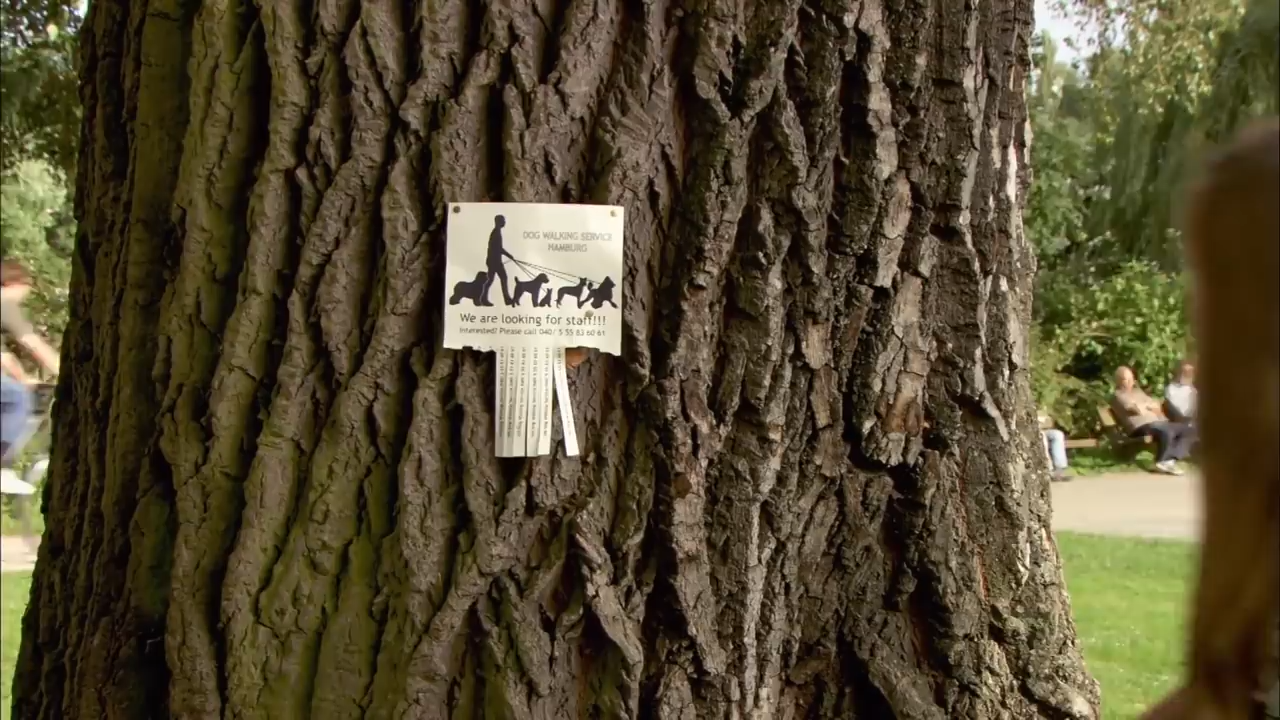 DOG WALKING SERVICE
HAMBURG
We are looking for staff!!!
Interested? Please call 040/ 5 55 83 60 61